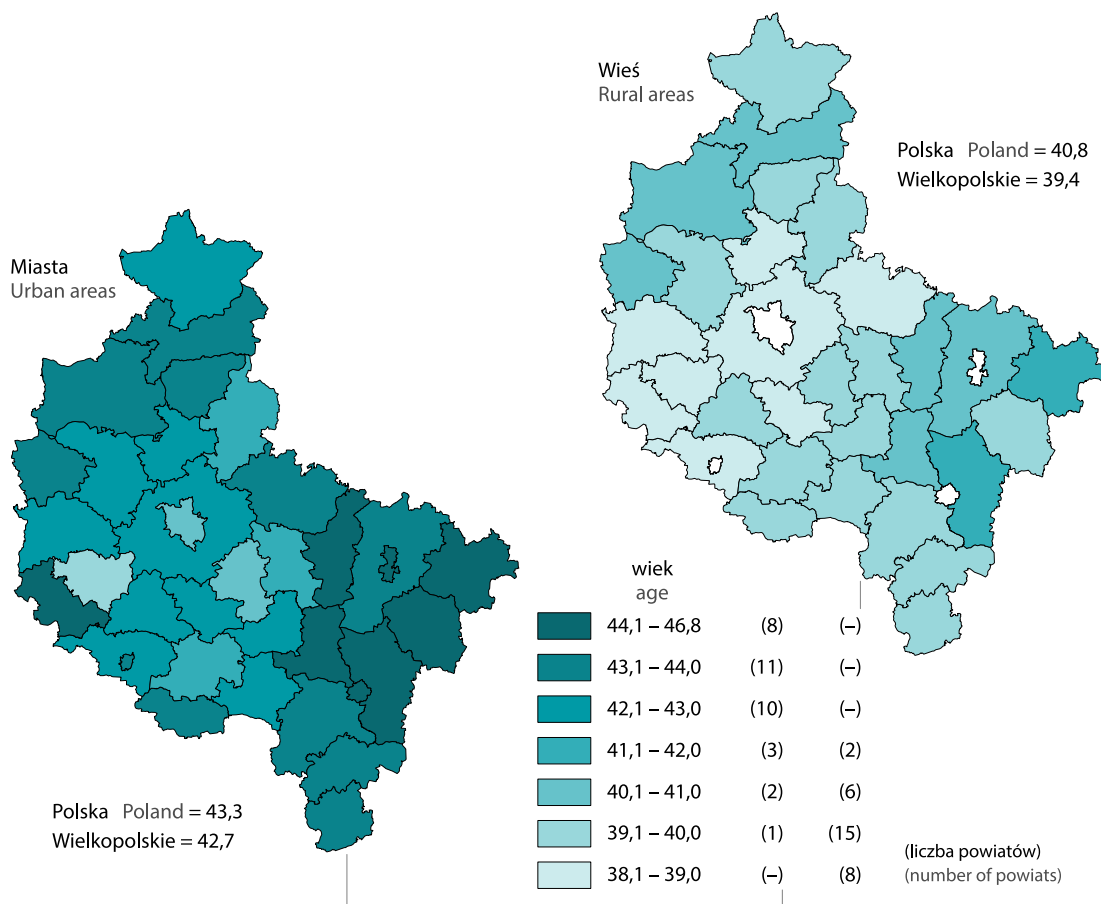 Wieś
Rural areas
Polska Poland = 40,8
Wielkopolskie = 39,4
Miasta
Urban areas
Polska Poland = 43,3
Wielkopolskie = 42,7
wiek
age
44,1 – 46,8 (8) (–)
43,1 – 44,0 (11) (–)
42,1 – 43,0 (10) (–)
41,1 – 42,0 (3) (2)
40,1 – 41,0 (2) (6)
39,1 – 40,0 (1) (15)
38,1 – 39,0 (–) (8)
(liczba powiatów)
(number of powiats)